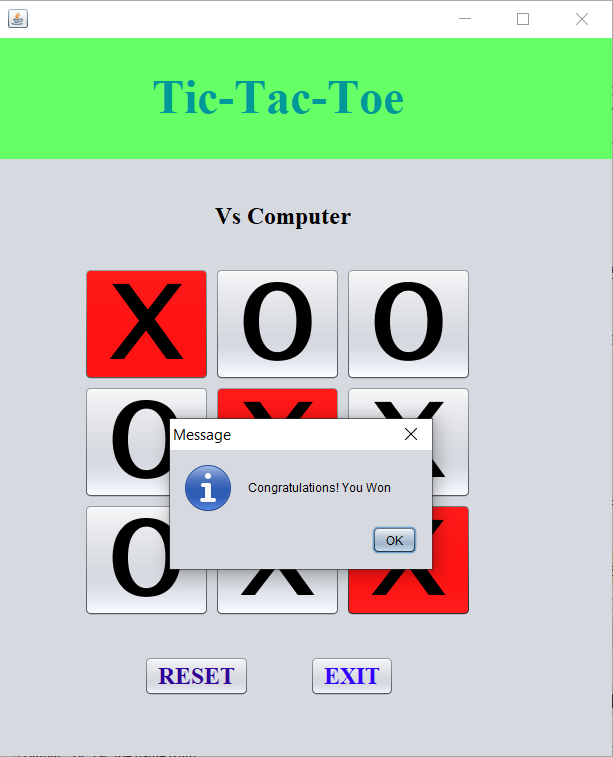 Tic-Tac-Toe
Vs Computer
X O O
O X X
Message
Congratulations! You Won
OK
O X X
RESET EXIT